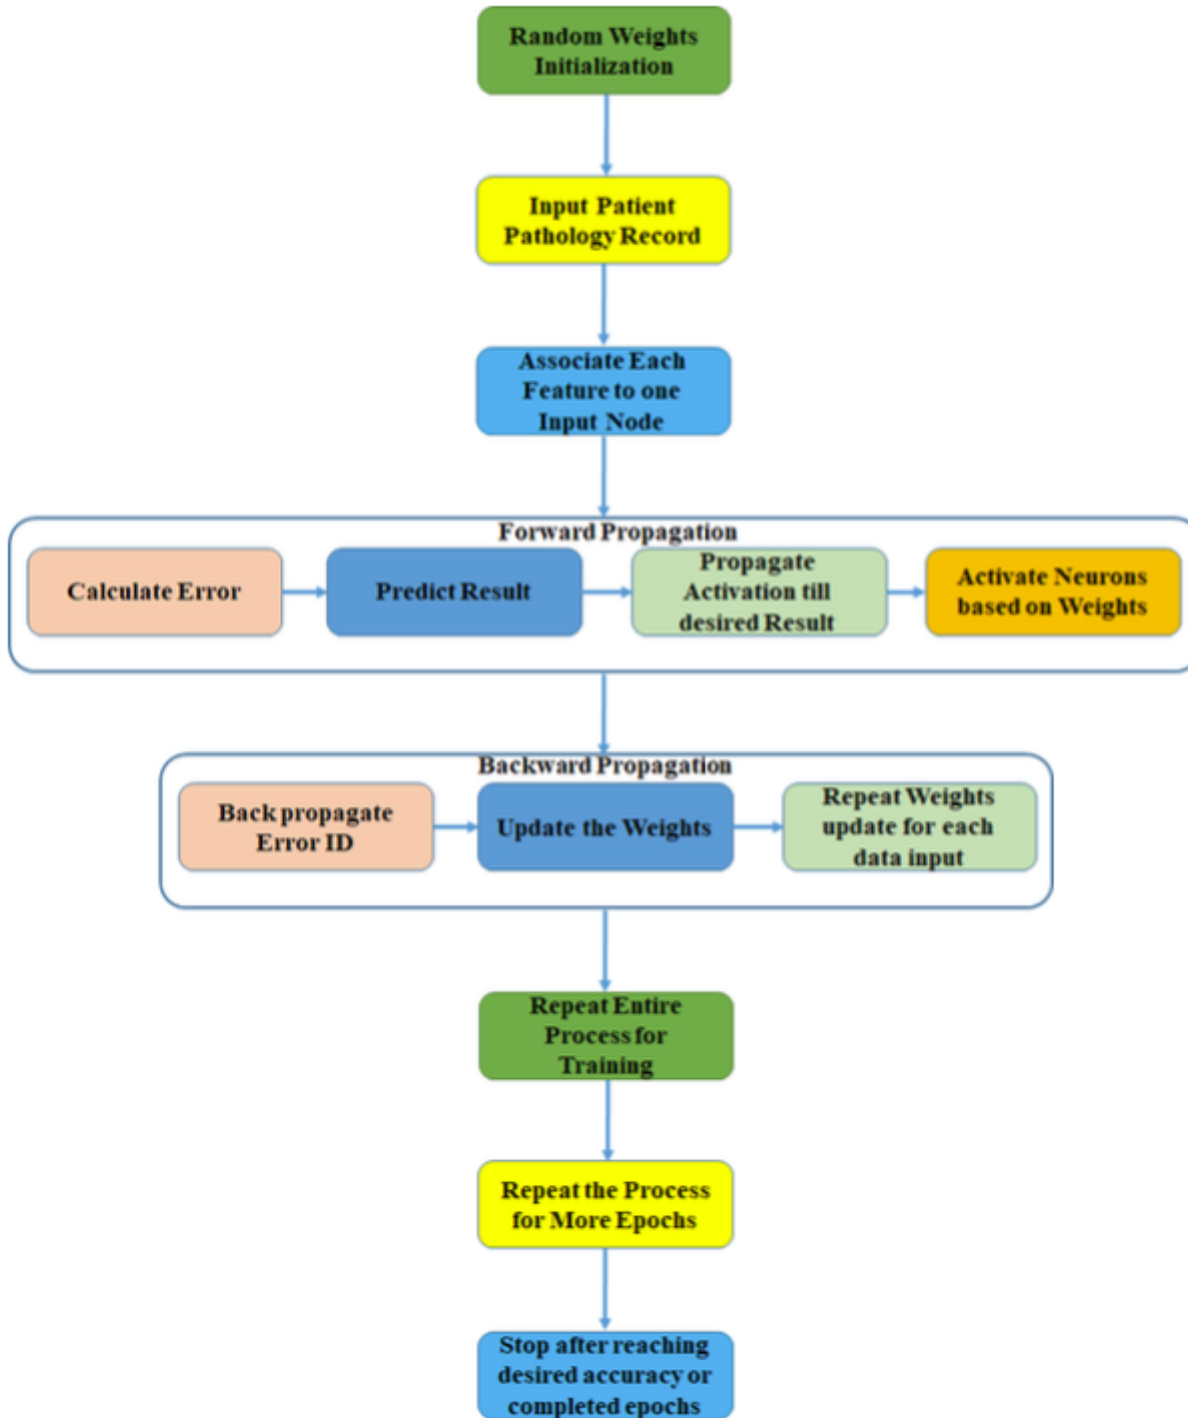 Random Weights
Initialization
Input Patient
Pathology Record
Associate Each
Feature to one
Input Node
Forward Propagation
Calculate Error
Predict Result
Propagate
Activation till
desired Result
Activate Neurons
based on Weights
Backward Propagation
Back propagate
Error ID
Update the Weights
Repeat Weights
update for each
data input
Repeat Entire
Process for
Training
Repeat the Process
for More Epochs
Stop after reaching
desired accuracy or
completed epochs